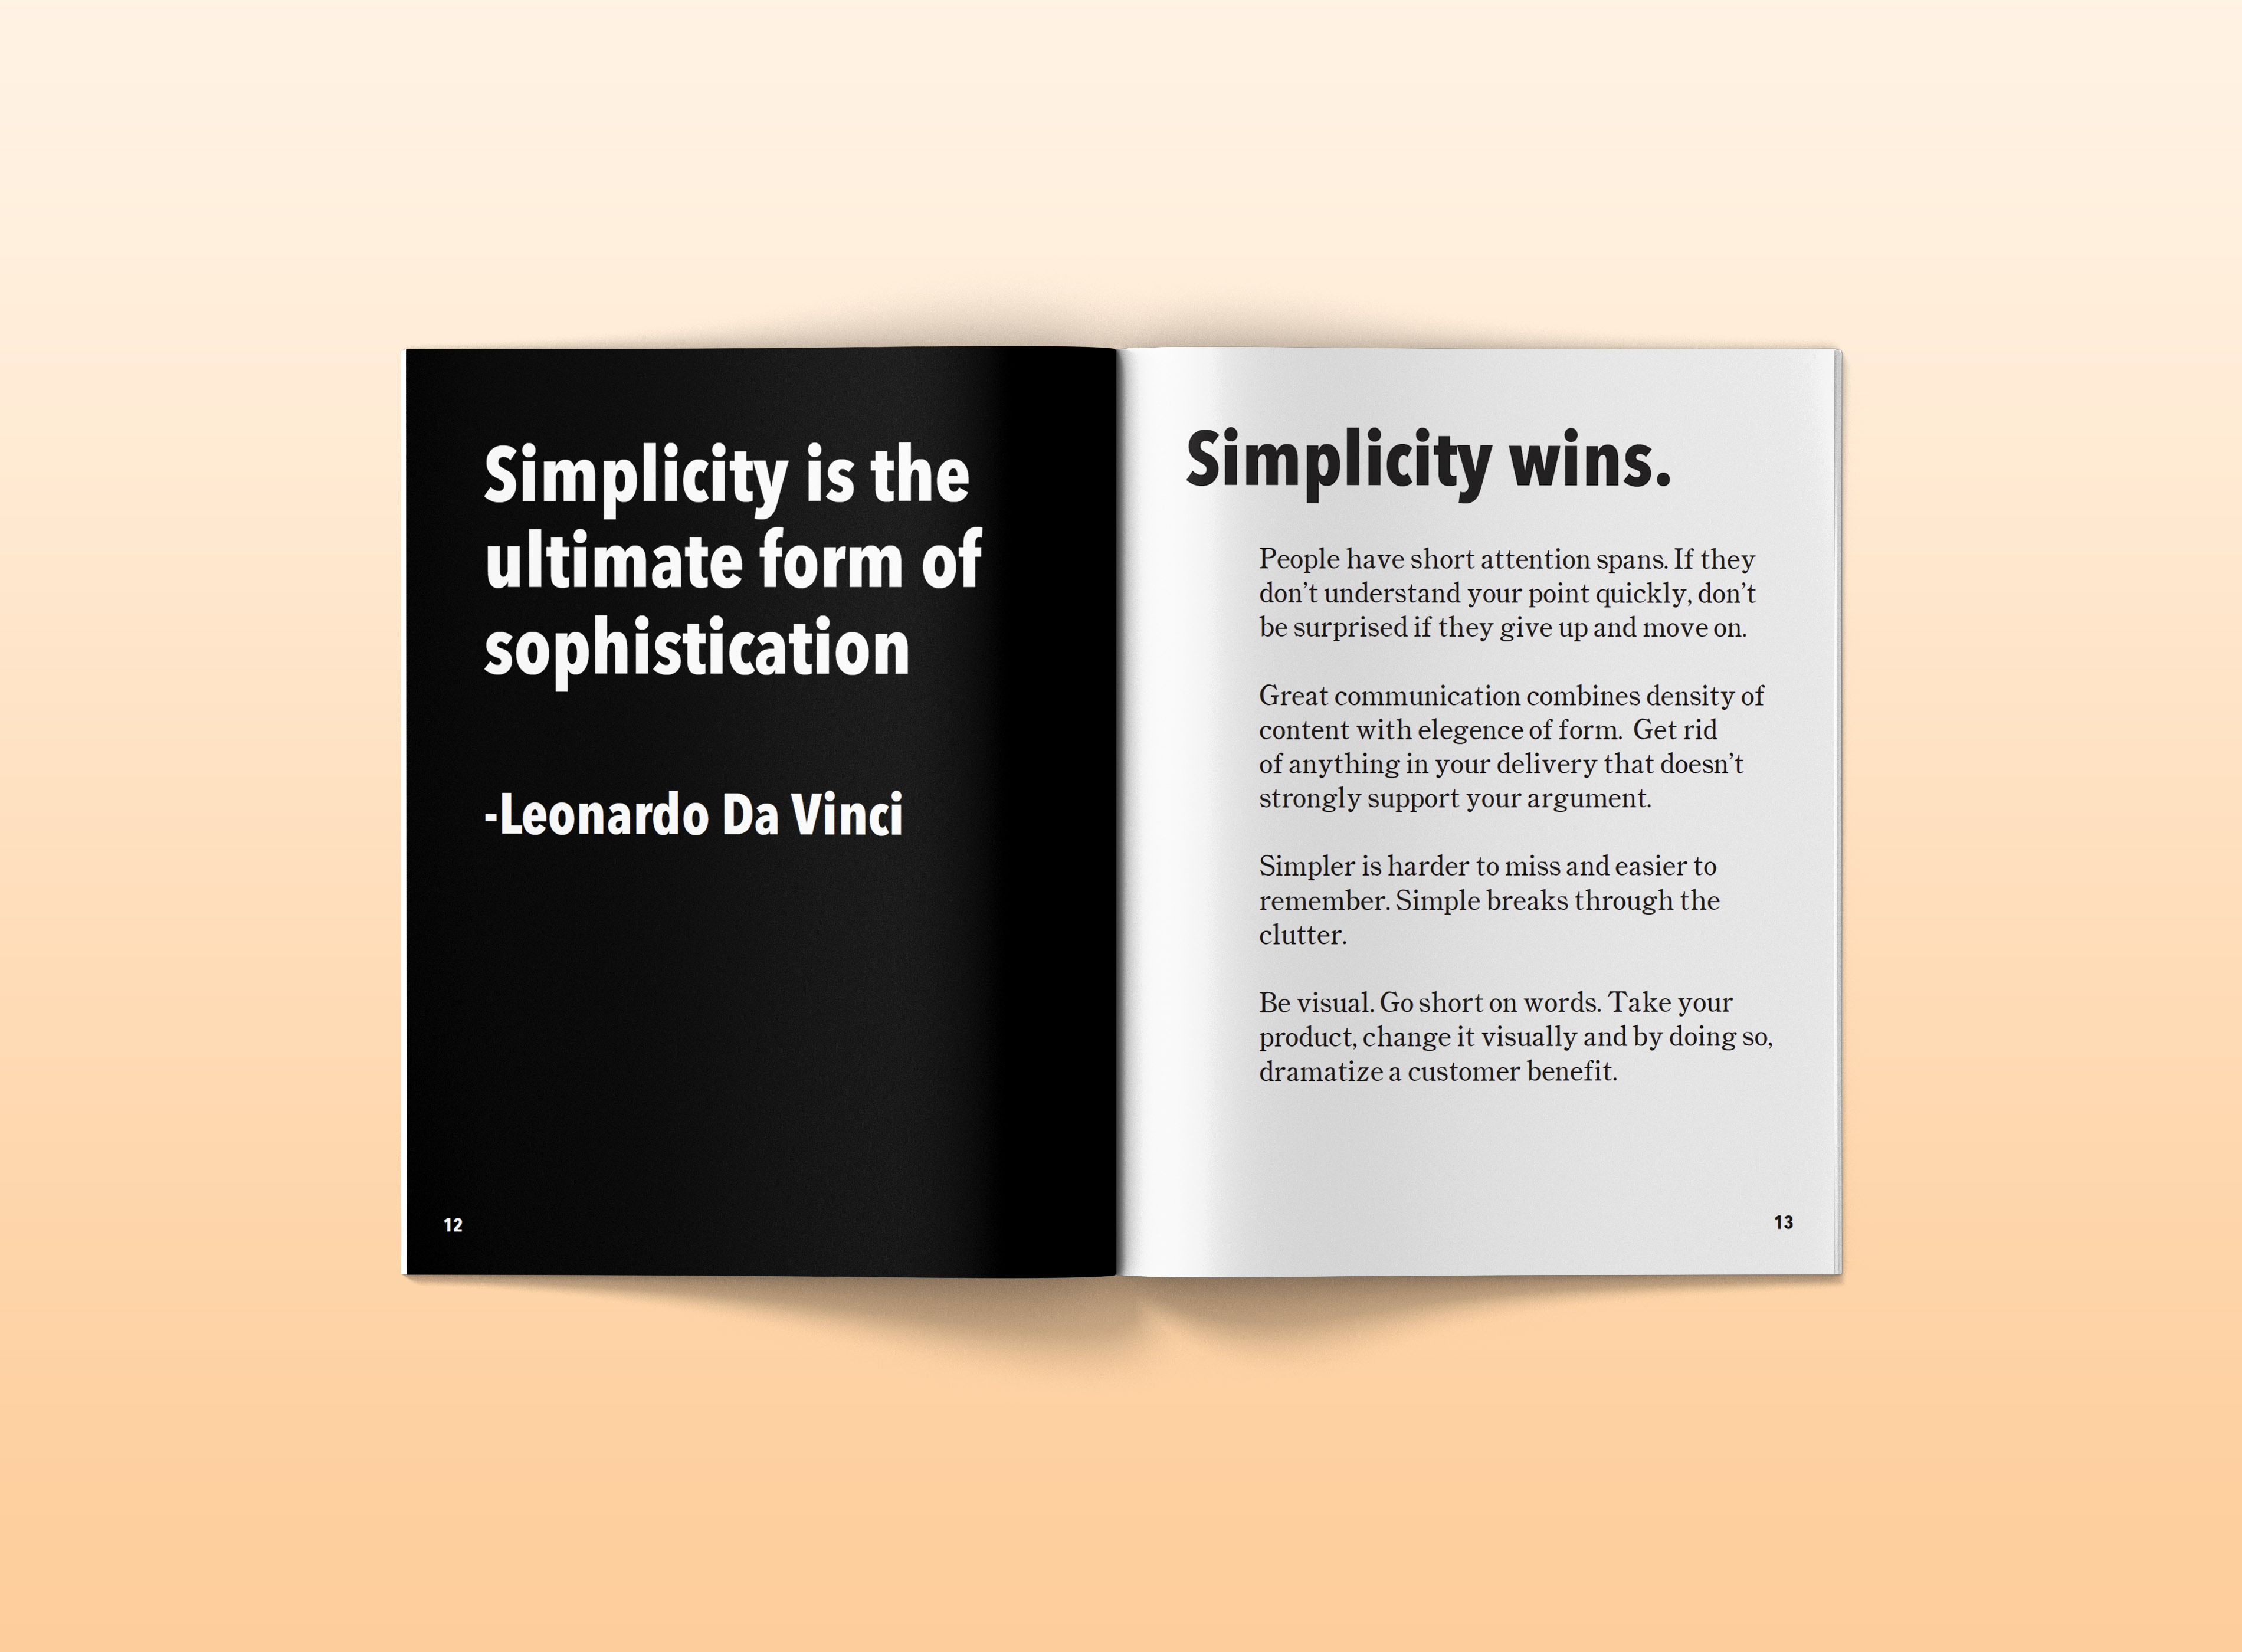 Simplicity is the
ultimate form of
sophistication
-Leonardo Da Vinci
12
Simplicity wins.
People have short attention spans. If they
don’t understand your point quickly, don’t
be surprised if they give up and move on.
Great communication combines density of
content with elegence of form. Get rid
of anything in your delivery that doesn’t
strongly support your argument.
Simpler is harder to miss and easier to
remember. Simple breaks through the
clutter.
Be visual. Go short on words. Take your
product, change it visually and by doing so,
dramatize a customer benefit.
13